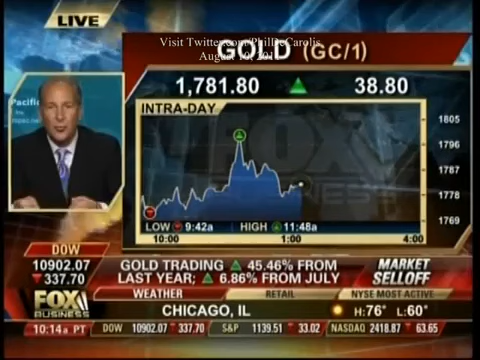 LIVE
Visit Twitter.com/PhilDeCarolis
GOLD (GC/1)
1,781.80 38.80
INTRA-DAY
1805
1796
1787
1778
1769
LOW 9:42a HIGH 11:48a
10:00 1:00 4:00
Pacific
DOW
10902.07
337.70
GOLD TRADING 45.46% FROM
LAST YEAR; 6.86% FROM JULY
MARKET
SELLOFF
WEATHER RETAIL NYSE MOST-ACTIVE
FOX
BUSINESS
CHICAGO, IL H:76° L:60°
10:14a PT DOW 10902.07 337.70 S&P 1139.51 33.02 NASDAQ 2418.87 63.65